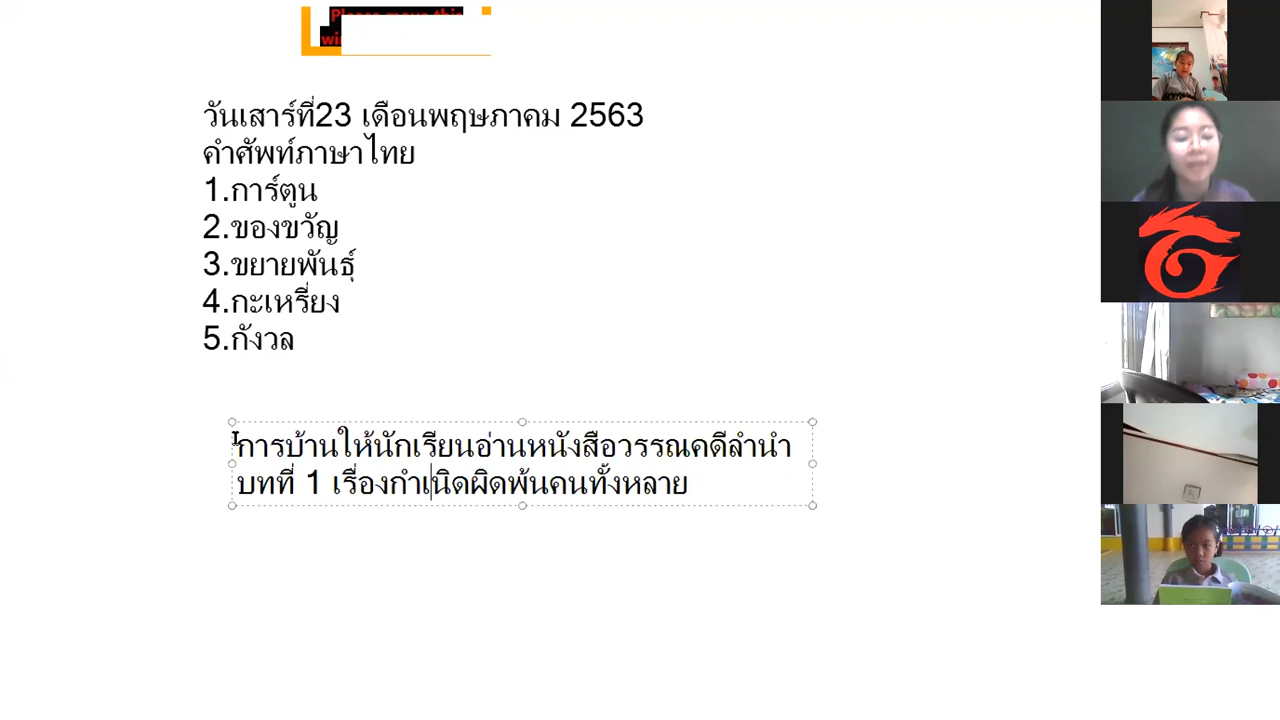 Please move this
วันเสาร์ที่23 เดือนพฤษภาคม 2563
คำศัพท์ภาษาไทย
1.การ์ตูน
2.ของขวัญ
3.ขยายพันธุ์
4.กะเหรี่ยง
5.กังวล
การบ้านให้นักเรียนอ่านหนังสือวรรณคดีลำนำ
บทที่ 1 เรื่องกำเนิดผิดพ้นคนทั้งหลาย